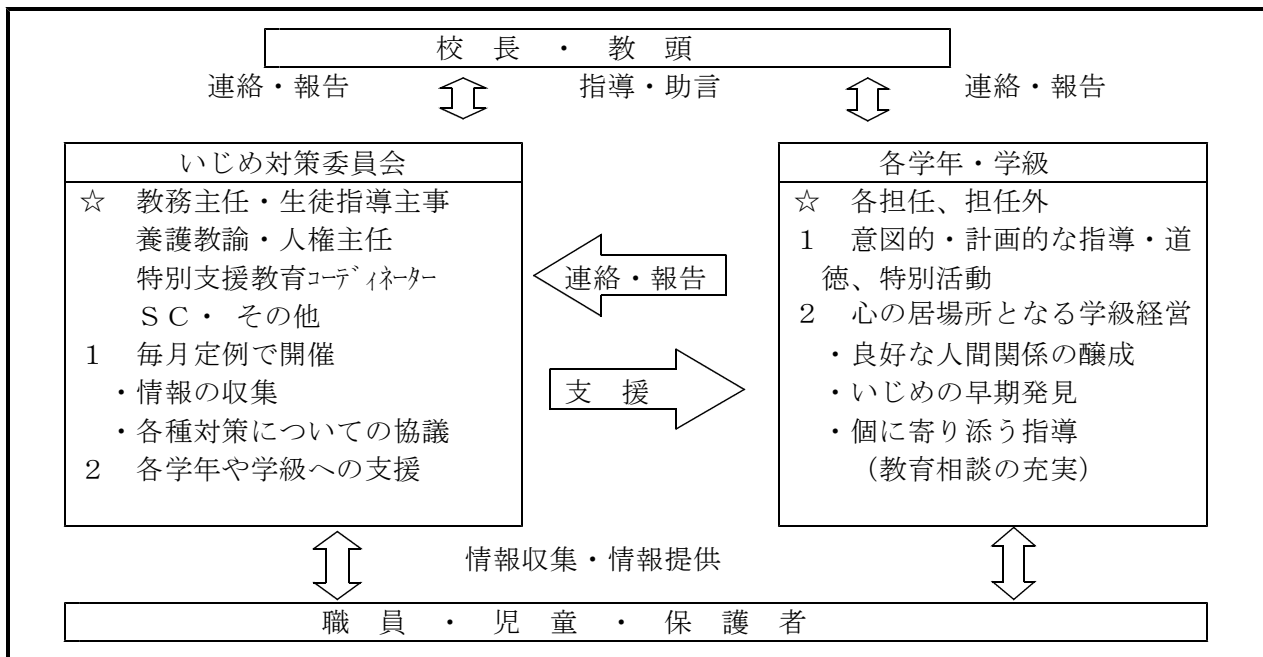 校 長 ・ 教 頭
連絡・報告 指導・助言 連絡・報告
いじめ対策委員会
☆ 教務主任・生徒指導主事
養護教諭・人権主任
特別支援教育ｺｰﾃﾞｨﾈｰﾀｰ
ＳＣ・ その他
１ 毎月定例で開催
・情報の収集
・各種対策についての協議
２ 各学年や学級への支援
連絡・報告
支 援
各学年・学級
☆ 各担任、担任外
１ 意図的・計画的な指導・道
徳、特別活動
２ 心の居場所となる学級経営
・良好な人間関係の醸成
・いじめの早期発見
・個に寄り添う指導
（教育相談の充実）
情報収集・情報提供
職 員 ・ 児 童 ・ 保 護 者